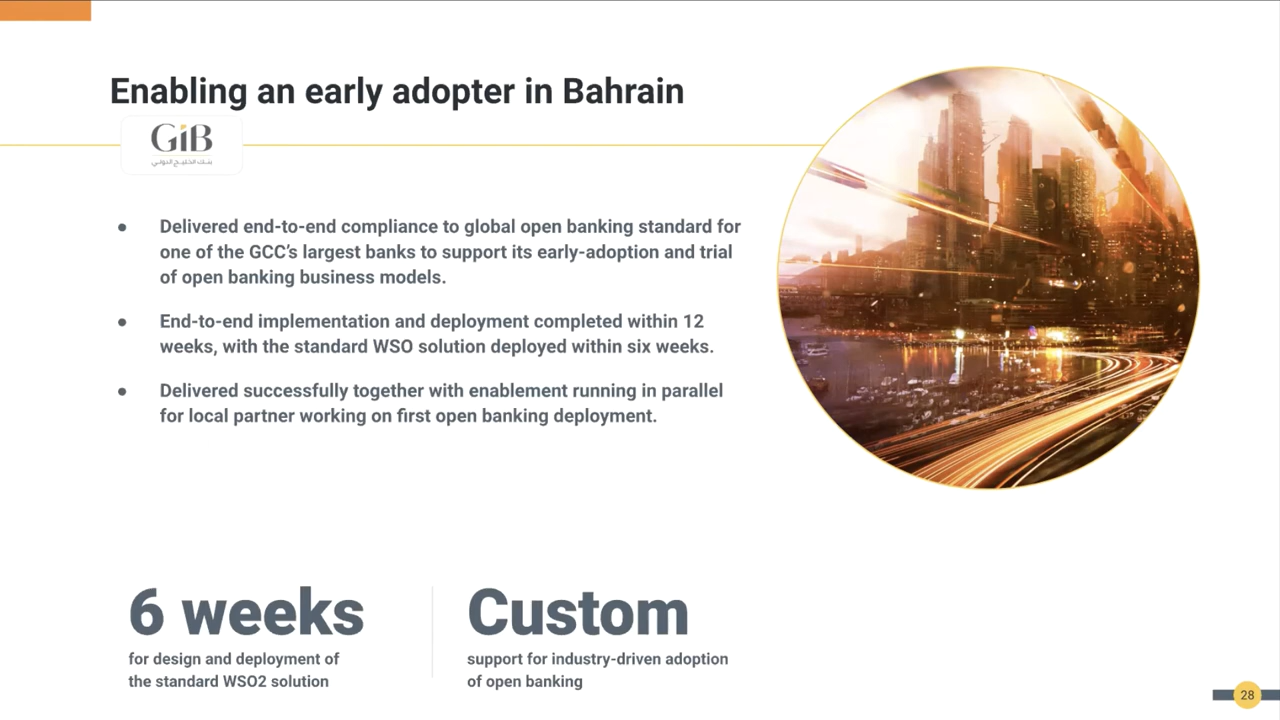 Enabling an early adopter in Bahrain
GiB
بنك الخليج الدولي
● Delivered end-to-end compliance to global open banking standard for
one of the GCC’s largest banks to support its early-adoption and trial
of open banking business models.
● End-to-end implementation and deployment completed within 12
weeks, with the standard WSO solution deployed within six weeks.
● Delivered successfully together with enablement running in parallel
for local partner working on first open banking deployment.
6 weeks
for design and deployment of
the standard WSO2 solution
Custom
support for industry-driven adoption
of open banking
28